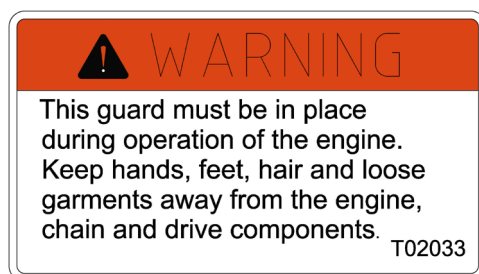 WARNING
This guard must be in place
during operation of the engine.
Keep hands, feet, hair and loose
garments away from the engine,
chain and drive components.
T02033